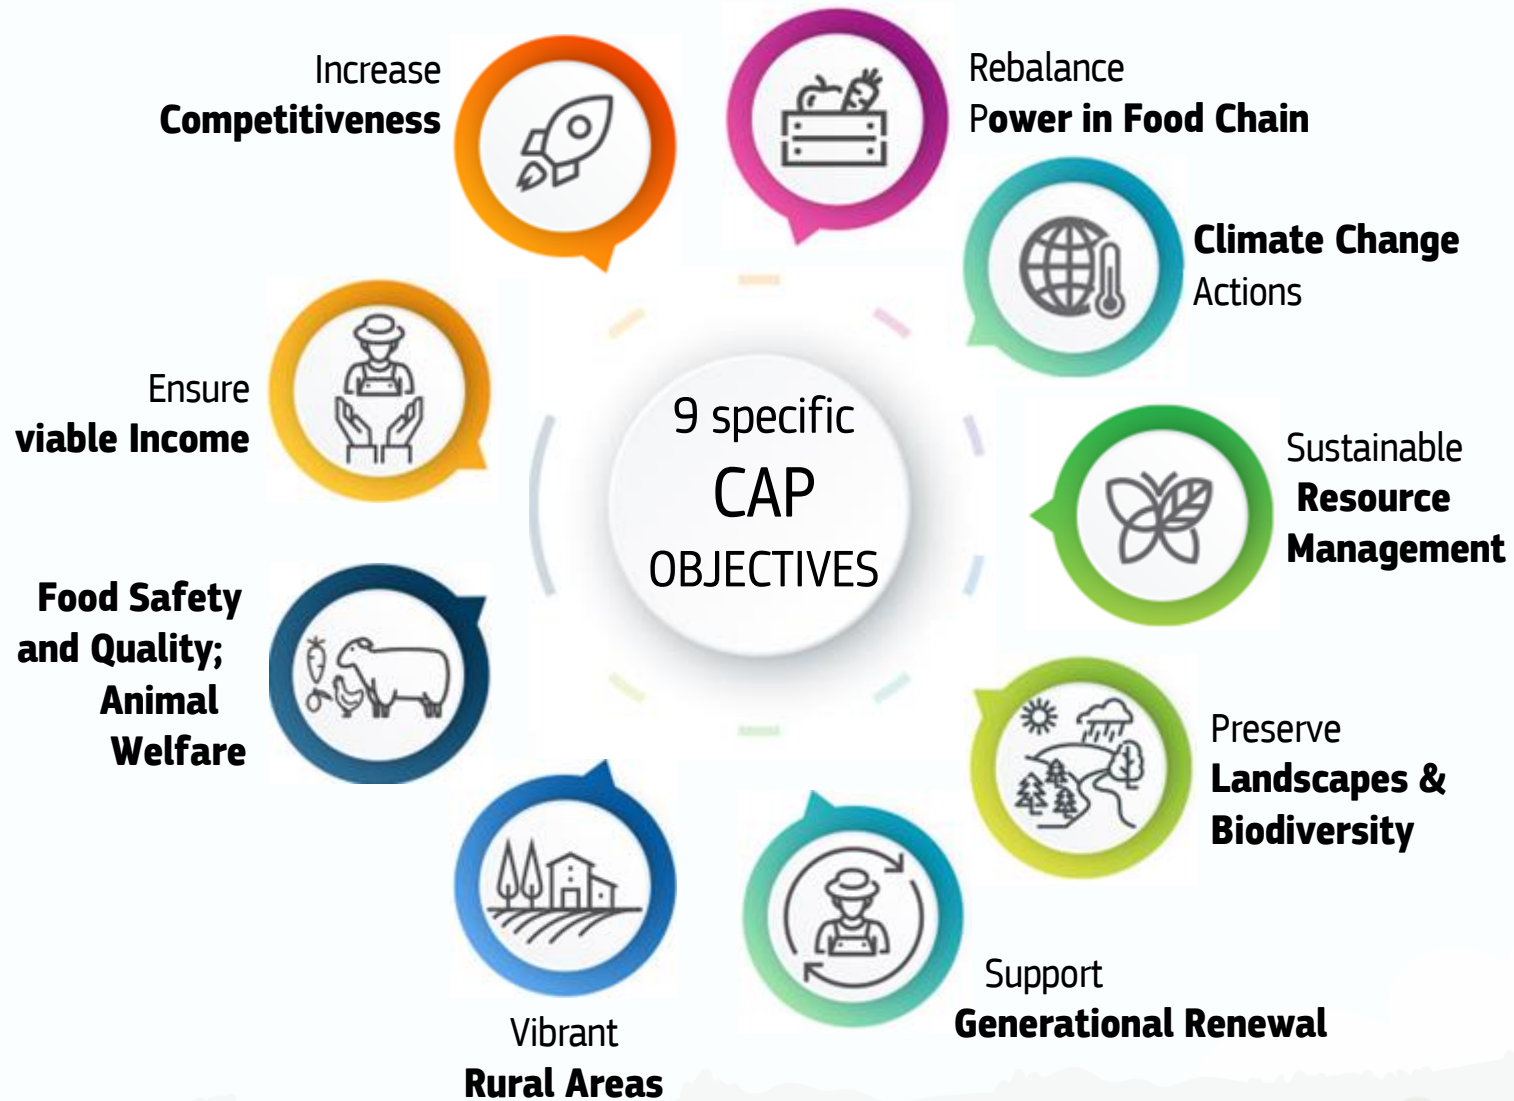 Increase
Competitiveness
Rebalance
Power in Food Chain
Climate Change
Actions
Sustainable
Resource
Management
Preserve
Landscapes &
Biodiversity
Support
Generational Renewal
Vibrant
Rural Areas
Food Safety
and Quality;
Animal
Welfare
Ensure
viable Income
9 specific
CAP
OBJECTIVES